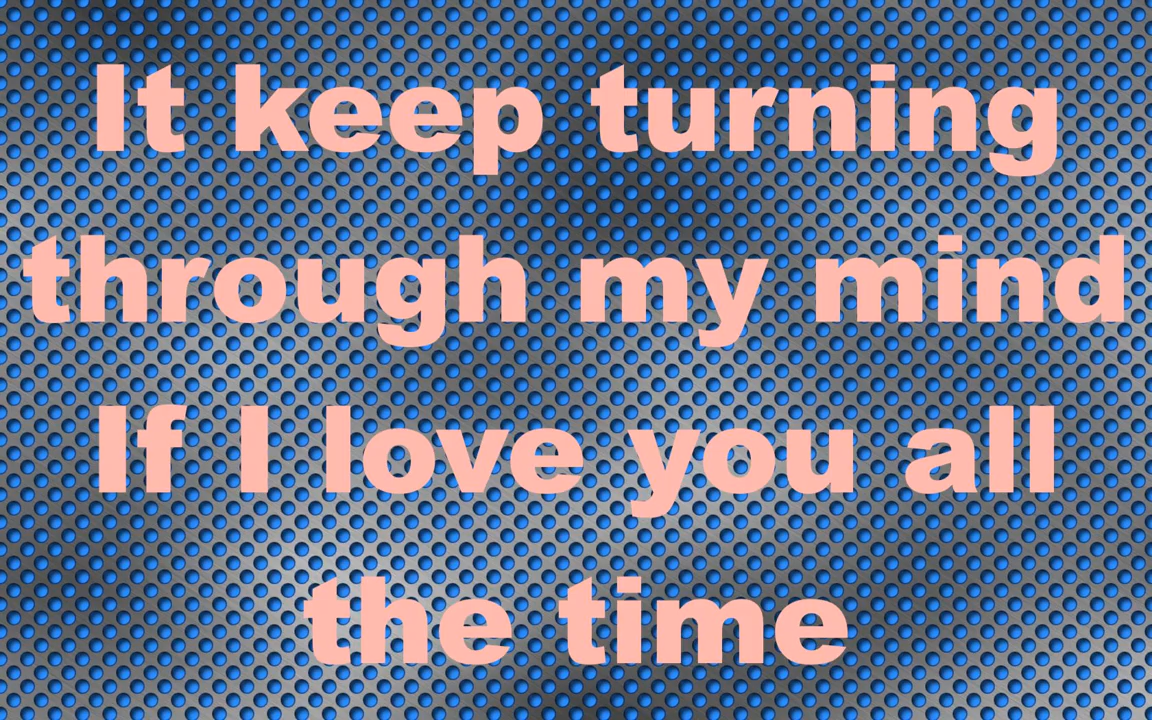 It keep turning
through my mind
If I love you all
the time